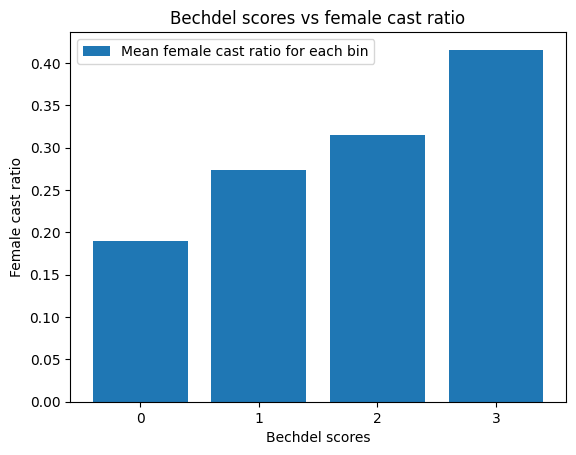 Bechdel scores vs female cast ratio
Mean female cast ratio for each bin
Female cast ratio
0.40
0.35
0.30
0.25
0.20
0.15
0.10
0.05
0.00
0 1 2 3
Bechdel scores